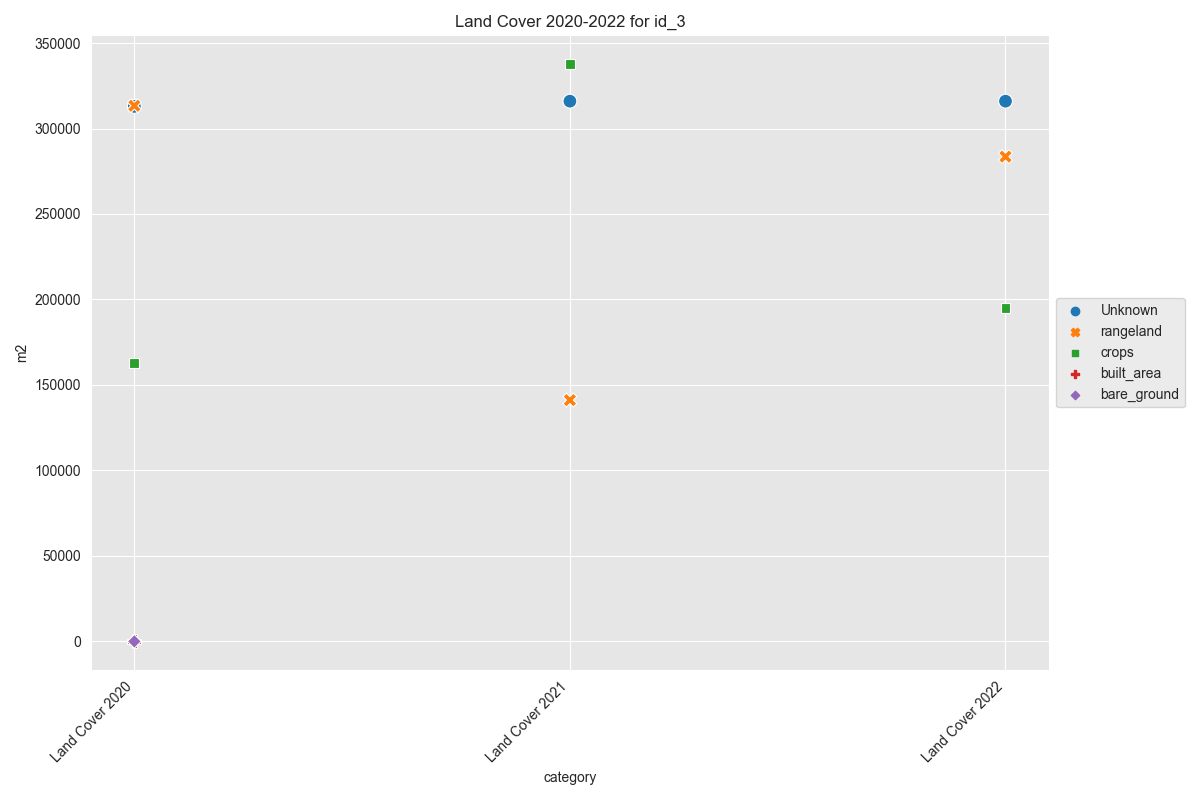 Land Cover 2020-2022 for id_3
350000
300000
250000
200000
150000
100000
50000
0
m2
Land Cover 2020
Land Cover 2021
Land Cover 2022
category
Unknown
rangeland
crops
built_area
bare_ground